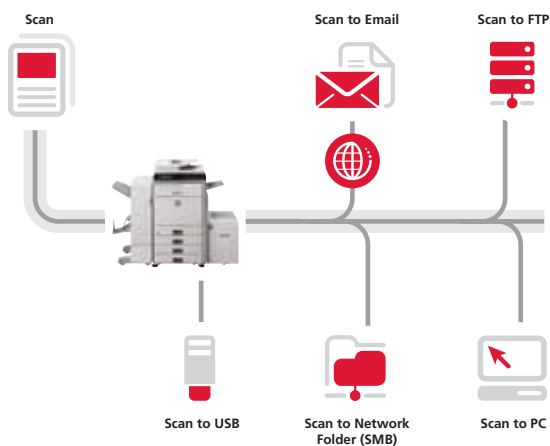 Scan
Scan to Email
Scan to FTP
Scan to USB
Scan to Network
Folder (SMB)
Scan to PC